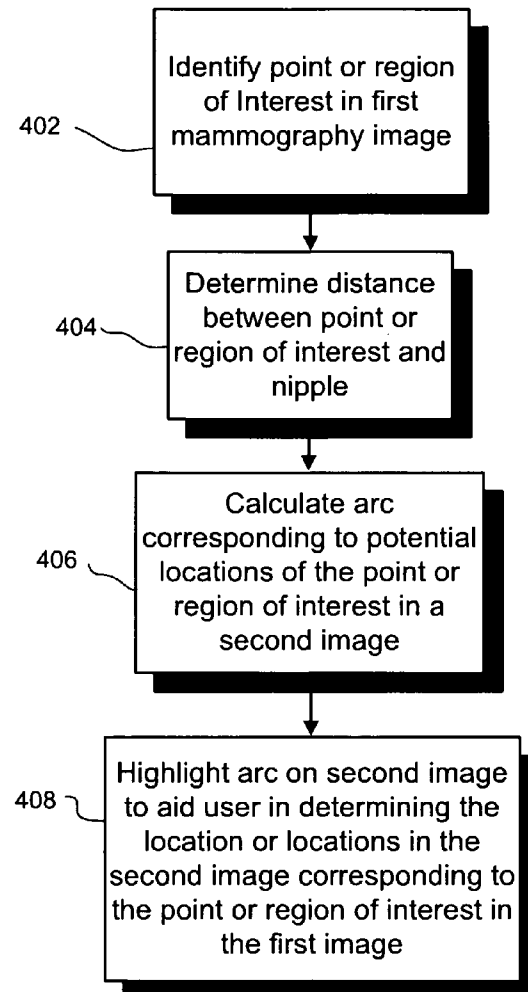 402
Identify point or region
of Interest in first
mammography image
404
Determine distance
between point or
region of interest and
nipple
406
Calculate arc
corresponding to potential
locations of the point or
region of interest in a
second image
408
Highlight arc on second image
to aid user in determining the
location or locations in the
second image corresponding to
the point or region of interest in
the first image